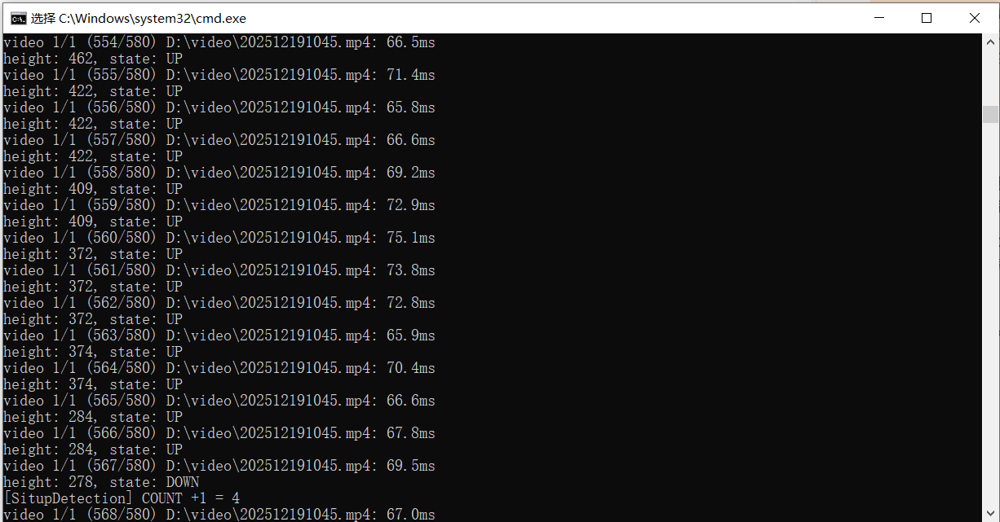 选择 C:\Windows\system32\cmd.exe
video 1/1 (554/580) D:\video\202512191045.mp4: 66.5ms
height: 462, state: UP
video 1/1 (555/580) D:\video\202512191045.mp4: 71.4ms
height: 422, state: UP
video 1/1 (556/580) D:\video\202512191045.mp4: 65.8ms
height: 422, state: UP
video 1/1 (557/580) D:\video\202512191045.mp4: 66.6ms
height: 422, state: UP
video 1/1 (558/580) D:\video\202512191045.mp4: 69.2ms
height: 409, state: UP
video 1/1 (559/580) D:\video\202512191045.mp4: 72.9ms
height: 409, state: UP
video 1/1 (560/580) D:\video\202512191045.mp4: 75.1ms
height: 372, state: UP
video 1/1 (561/580) D:\video\202512191045.mp4: 73.8ms
height: 372, state: UP
video 1/1 (562/580) D:\video\202512191045.mp4: 72.8ms
height: 372, state: UP
video 1/1 (563/580) D:\video\202512191045.mp4: 65.9ms
height: 374, state: UP
video 1/1 (564/580) D:\video\202512191045.mp4: 70.4ms
height: 374, state: UP
video 1/1 (565/580) D:\video\202512191045.mp4: 66.6ms
height: 284, state: UP
video 1/1 (566/580) D:\video\202512191045.mp4: 67.8ms
height: 284, state: UP
video 1/1 (567/580) D:\video\202512191045.mp4: 69.5ms
height: 278, state: DOWN
[SitupDetection] COUNT +1 = 4
video 1/1 (568/580) D:\video\202512191045.mp4: 67.0ms